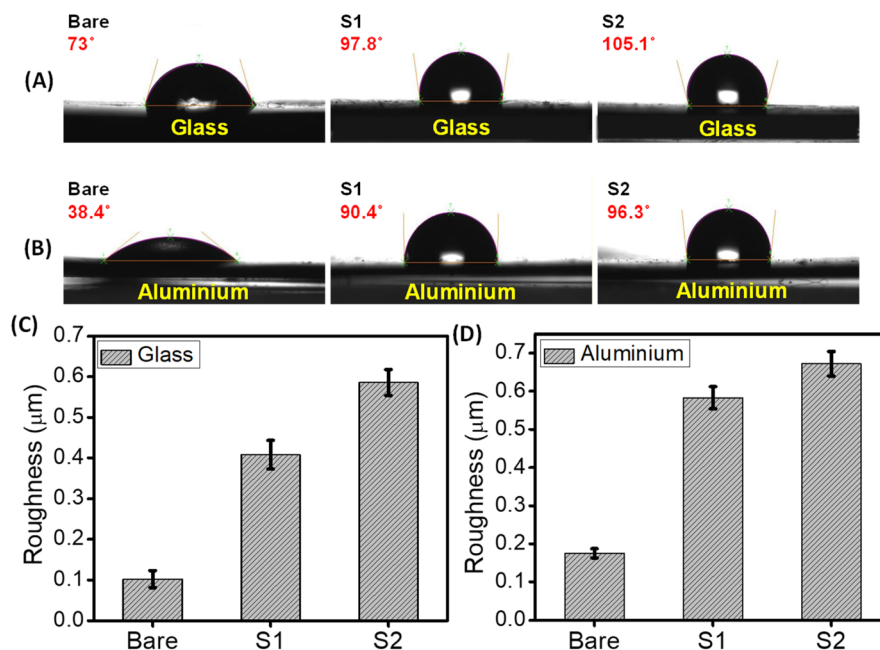 Bare
73°
S1
97.8°
S2
105.1°
(A)
Glass
Glass
Glass
Bare
38.4°
S1
90.4°
S2
96.3°
(B)
Aluminium
Aluminium
Aluminium
(C)
Glass
Roughness (μm)
0.7
0.6
0.5
0.4
0.3
0.2
0.1
0.0
Bare
S1
S2
(D)
Aluminium
Roughness (μm)
0.7
0.6
0.5
0.4
0.3
0.2
0.1
0.0
Bare
S1
S2